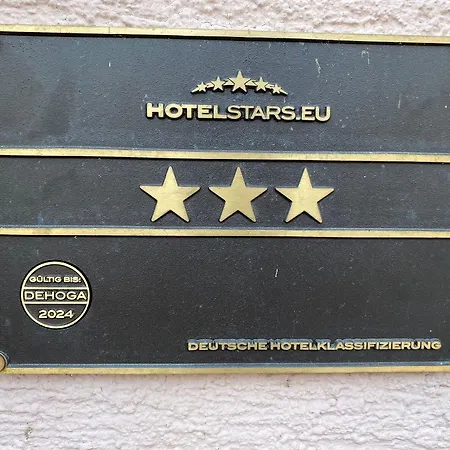 HOTELSTARS.EU
GÜLTIG BIS:
DEHOGA
2024
DEUTSCHE HOTELKLASSIFIZIERUNG